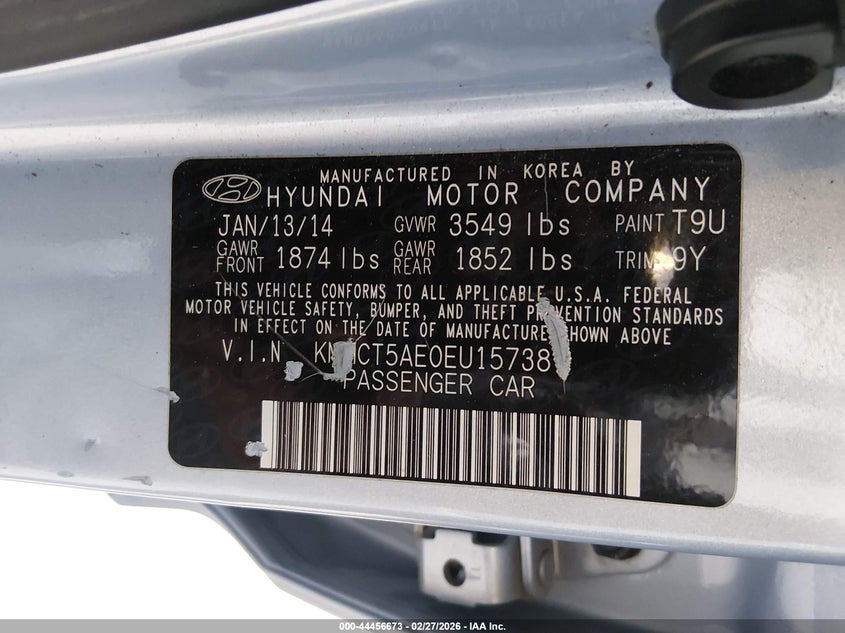 MANUFACTURED IN KOREA BY
HYUNDAI MOTOR COMPANY
JAN/13/14 GVWR 3549 lbs PAINT T9U
GAWR FRONT 1874 lbs GAWR REAR 1852 lbs TRIM 9Y
THIS VEHICLE CONFORMS TO ALL APPLICABLE U.S.A. FEDERAL
MOTOR VEHICLE SAFETY, BUMPER, AND THEFT PREVENTION STANDARDS
IN EFFECT ON THE DATE OF MANUFACTURE SHOWN ABOVE
V.I.N
PASSENGER CAR
000-44456673 - 02/27/2026 - IAA Inc.